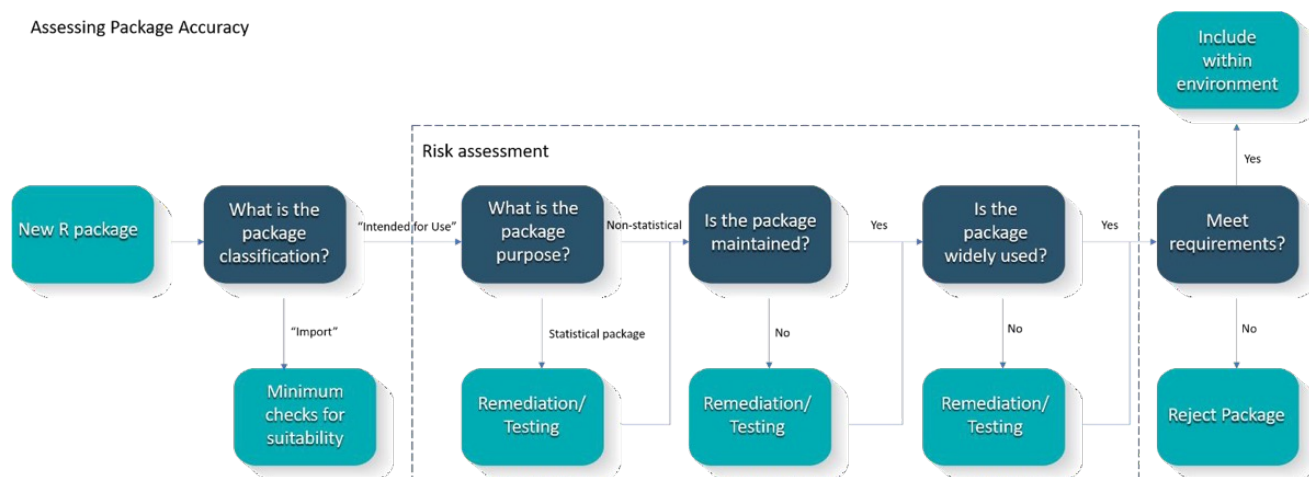 Assessing Package Accuracy
Include
within
environment
Risk assessment
Yes
New R package
What is the
package
classification?
“Intended for Use”
What is the
package
purpose?
Non-statistical
Is the package
maintained?
Yes
Is the
package
widely used?
Yes
Meet
requirements?
“Import”
Statistical package
No
No
No
Minimum
checks for
suitability
Remediation/
Testing
Remediation/
Testing
Remediation/
Testing
Reject Package